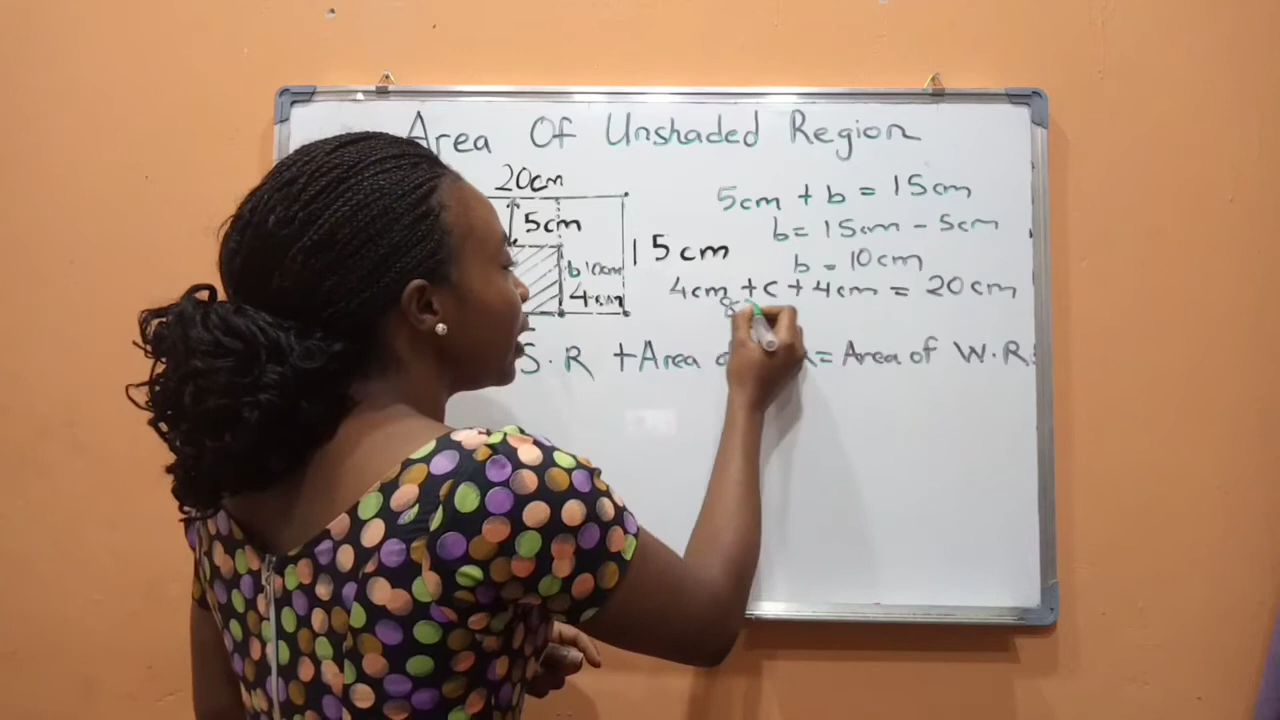 Area Of Unshaded Region
20cm
5cm
15cm
b 10cm
4cm
5cm + b = 15cm
b = 15cm - 5cm
b = 10cm
4cm + c + 4cm = 20cm
8
S.R + Area = Area of W.R